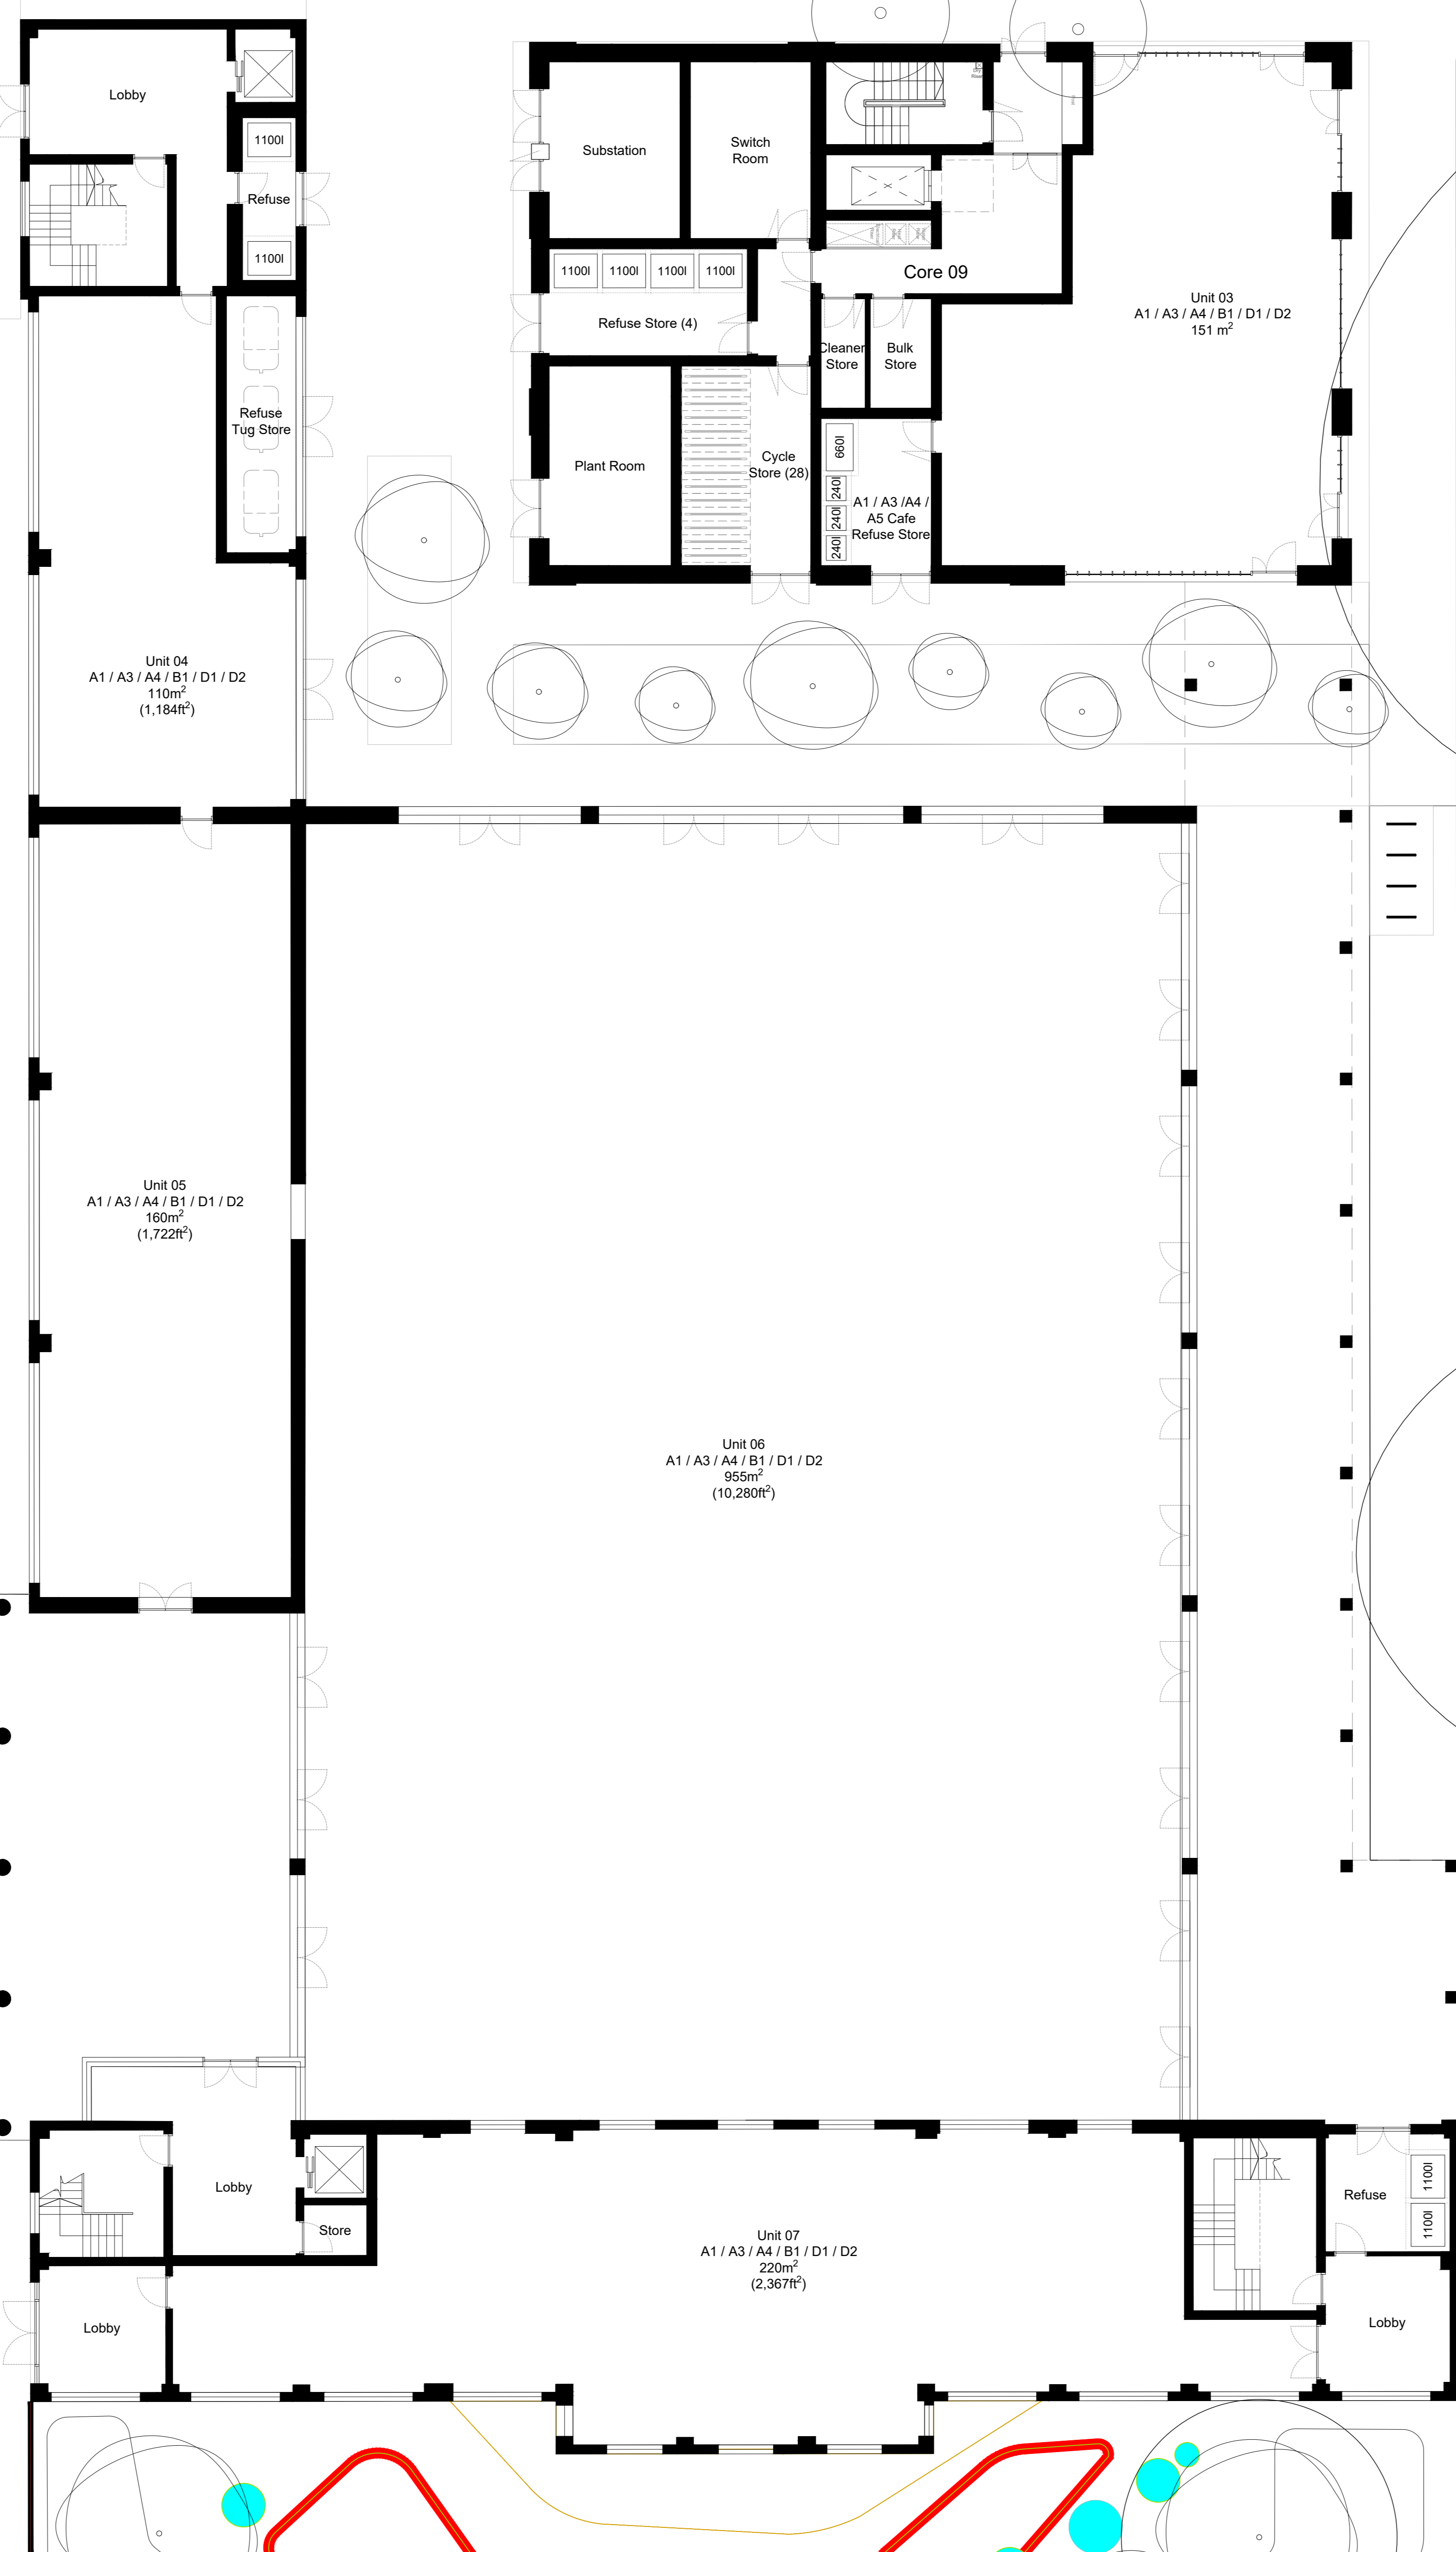 Lobby
1100l
Refuse
1100l
Substation
Switch
Room
1100l
1100l
1100l
1100l
Refuse Store (4)
Core 09
Unit 03
A1 / A3 / A4 / B1 / D1 / D2
151 m²
Cleaner
Store
Bulk
Store
Refuse
Tug Store
Plant Room
Cycle
Store (28)
660l
240l
240l
240l
A1 / A3 /A4 /
A5 Cafe
Refuse Store
Unit 04
A1 / A3 / A4 / B1 / D1 / D2
110m²
(1,184ft²)
Unit 05
A1 / A3 / A4 / B1 / D1 / D2
160m²
(1,722ft²)
Unit 06
A1 / A3 / A4 / B1 / D1 / D2
955m²
(10,280ft²)
Lobby
Store
Refuse
1100l
1100l
Unit 07
A1 / A3 / A4 / B1 / D1 / D2
220m²
(2,367ft²)
Lobby
Lobby